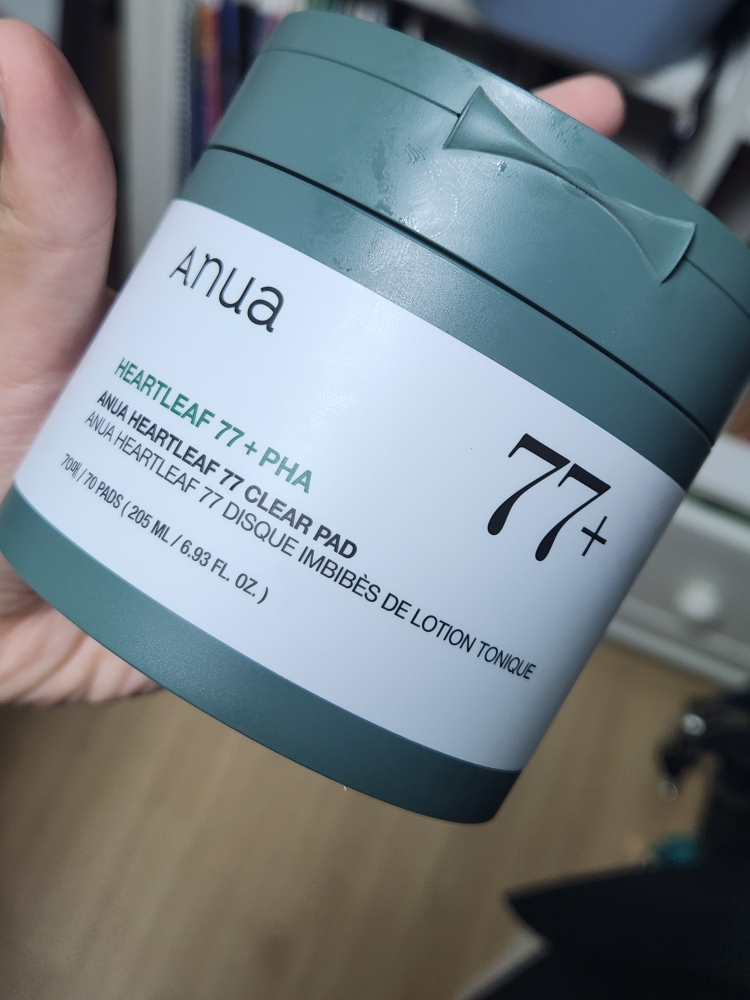 Anua
HEARTLEAF 77+ PHA
ANUA HEARTLEAF 77 CLEAR PAD
ANUA HEARTLEAF 77 DISQUE IMBIBÈS DE LOTION TONIQUE
70매 / 70 PADS ( 205 ML / 6.93 FL. OZ. )
77+